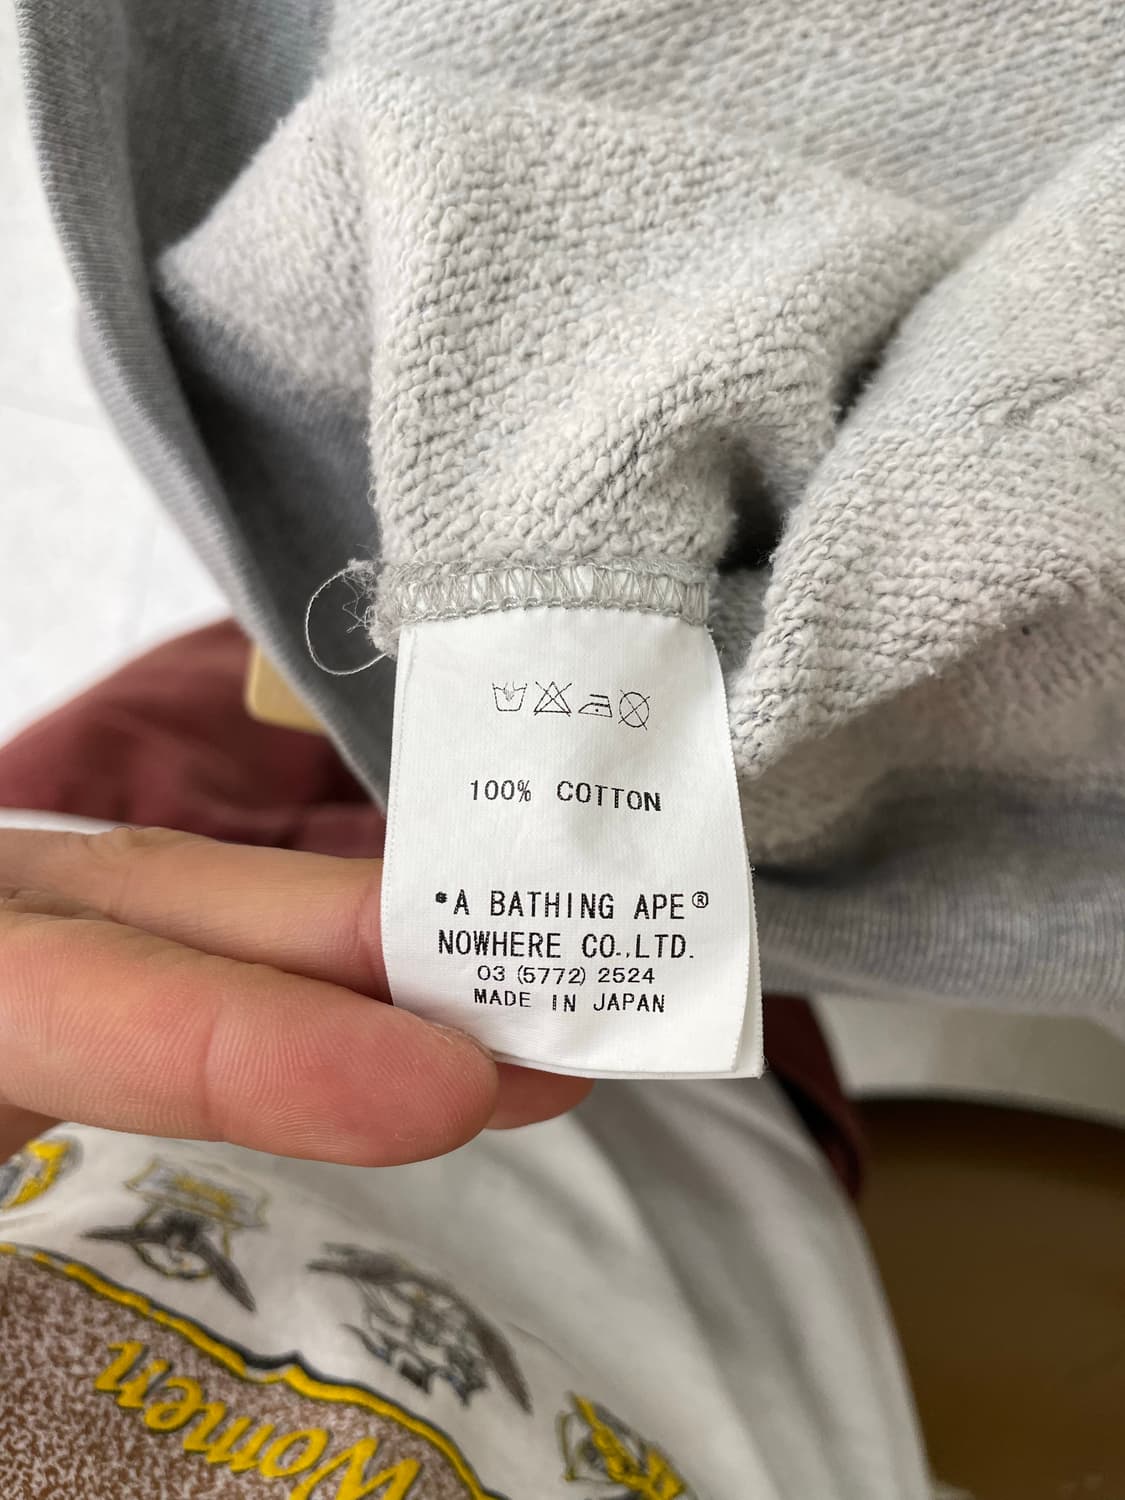 100% COTTON
*A BATHING APE®
NOWHERE CO.,LTD.
03 (5772) 2524
MADE IN JAPAN
Women